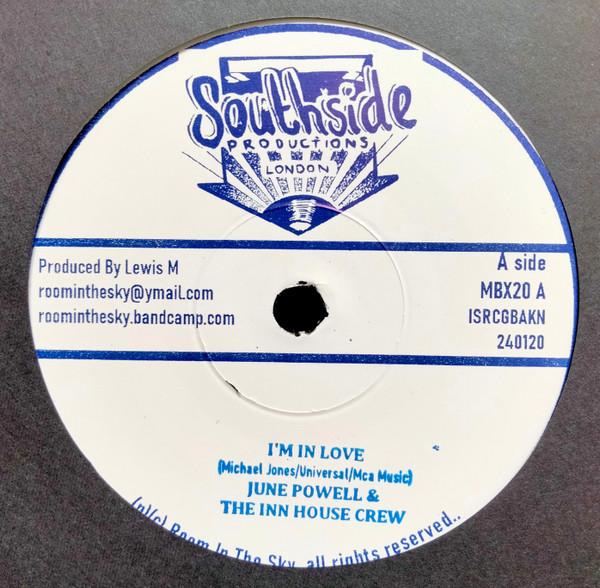 Southside
PRODUCTIONS
LONDON
Produced By Lewis M
roominthesky@ymail.com
roominthesky.bandcamp.com
A side
MBX20 A
ISRCGBAKN
240120
I'M IN LOVE
(Michael Jones/Universal/Mca Music)
JUNE POWELL &
THE INN HOUSE CREW
(p)(c) Room In The Sky, all rights reserved..